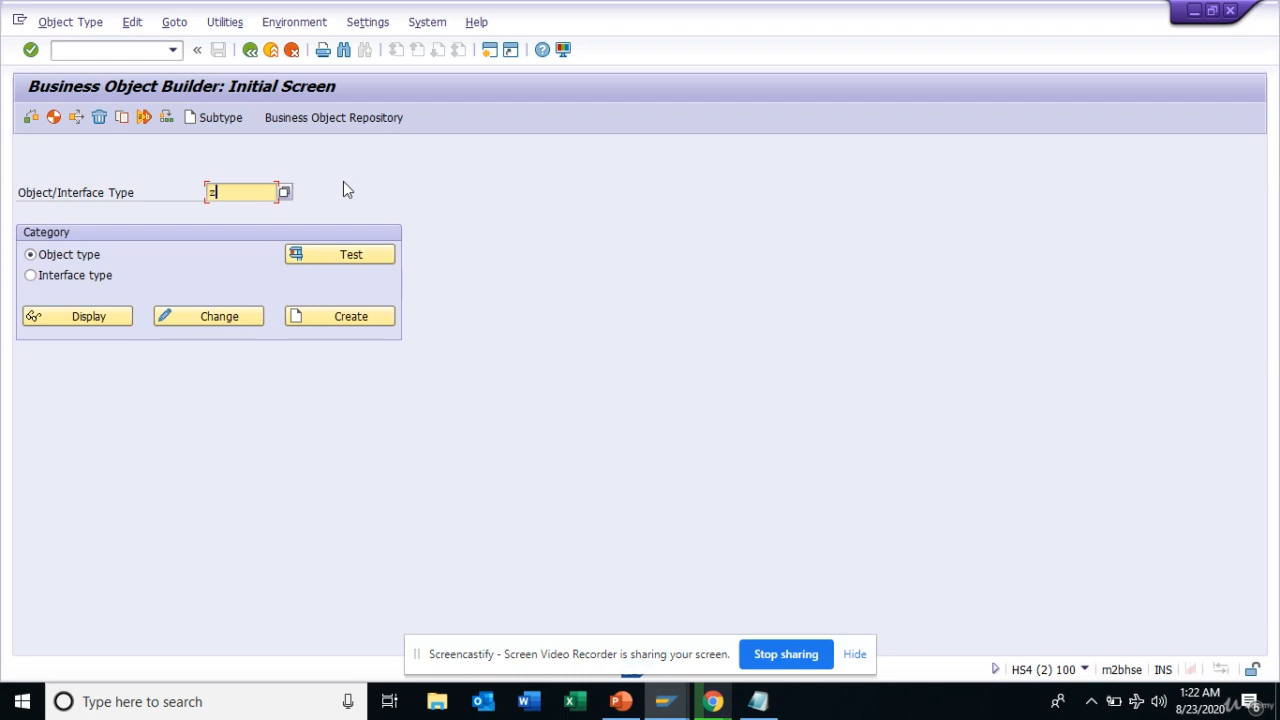 Object Type Edit Goto Utilities Environment Settings System Help
Business Object Builder: Initial Screen
Subtype Business Object Repository
Object/Interface Type z
Category
Object type Test
Interface type
Display Change Create
Screencastify - Screen Video Recorder is sharing your screen. Stop sharing Hide
HS4 (2) 100 m2bhse INS
Type here to search
1:22 AM
8/23/2020